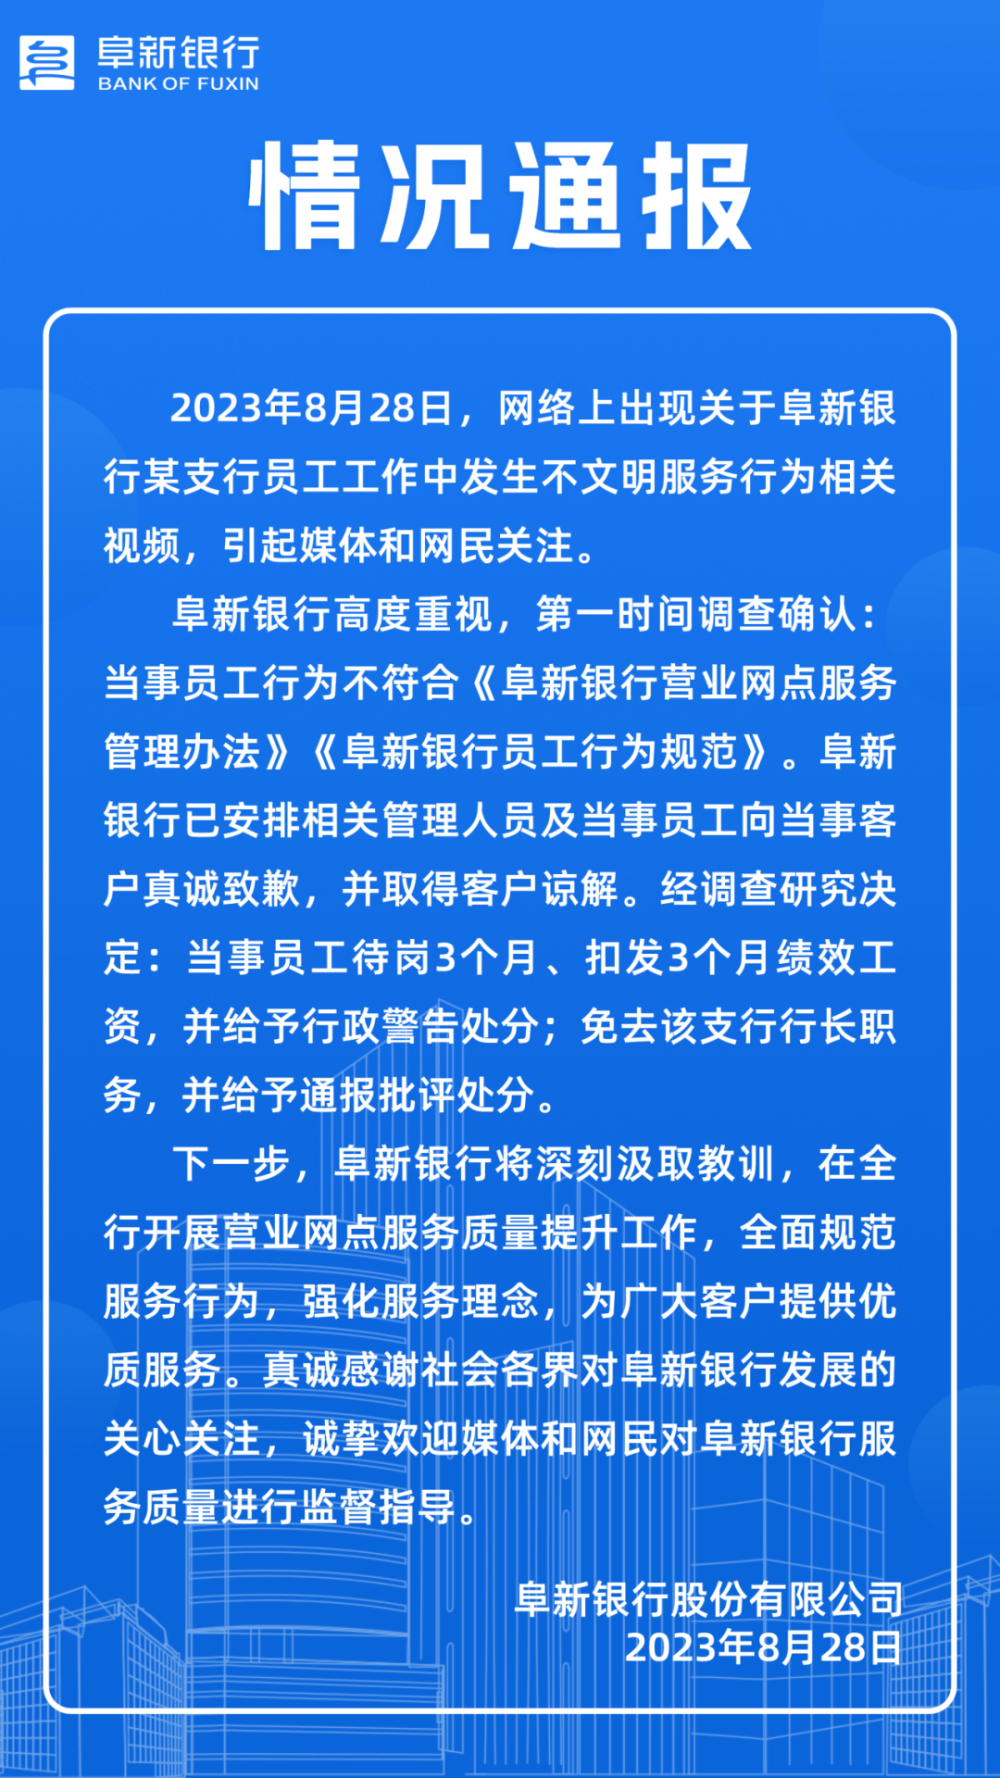 阜新银行
BANK OF FUXIN
情况通报
2023年8月28日，网络上出现关于阜新银
行某支行员工工作中发生不文明服务行为相关
视频，引起媒体和网民关注。
阜新银行高度重视，第一时间调查确认：
当事员工行为不符合《阜新银行营业网点服务
管理办法》《阜新银行员工行为规范》。阜新
银行已安排相关管理人员及当事员工向当事客
户真诚致歉，并取得客户谅解。经调查研究决
定：当事员工待岗3个月、扣发3个月绩效工
资，并给予行政警告处分；免去该支行行长职
务，并给予通报批评处分。
下一步，阜新银行将深刻汲取教训，在全
行开展营业网点服务质量提升工作，全面规范
服务行为，强化服务理念，为广大客户提供优
质服务。真诚感谢社会各界对阜新银行发展的
关心关注，诚挚欢迎媒体和网民对阜新银行服
务质量进行监督指导。
阜新银行股份有限公司
2023年8月28日